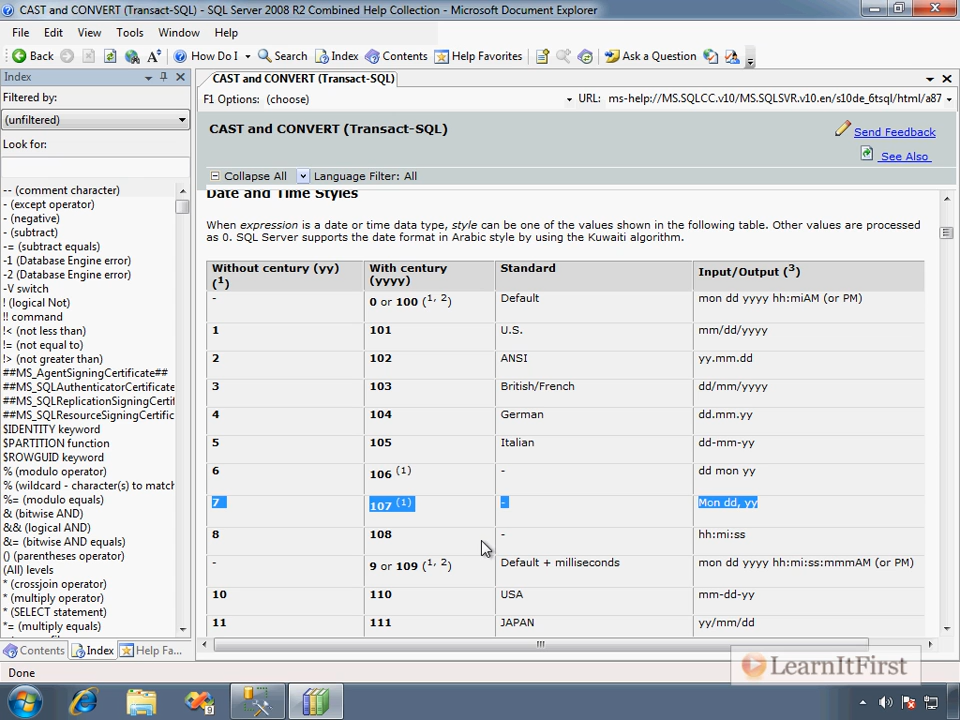 CAST and CONVERT (Transact-SQL) - SQL Server 2008 R2 Combined Help Collection - Microsoft Document Explorer
File Edit View Tools Window Help
Back How Do I Search Index Contents Help Favorites Ask a Question
Index
Filtered by:
(unfiltered)
Look for:
-- (comment character)
- (except operator)
- (negative)
- (subtract)
-= (subtract equals)
-1 (Database Engine error)
-2 (Database Engine error)
-V switch
! (logical Not)
!! command
!< (not less than)
!= (not equal to)
!> (not greater than)
##MS_AgentSigningCertificate##
##MS_SQLAuthenticatorCertificate
##MS_SQLReplicationSigningCertif
##MS_SQLResourceSigningCertific
$IDENTITY keyword
$PARTITION function
$ROWGUID keyword
% (modulo operator)
% (wildcard - character(s) to match
%= (modulo equals)
& (bitwise AND)
&& (logical AND)
&= (bitwise AND equals)
() (parentheses operator)
(All) levels
* (crossjoin operator)
* (multiply operator)
* (SELECT statement)
*= (multiply equals)
Contents Index Help Fa...
CAST and CONVERT (Transact-SQL)
F1 Options: (choose) URL: ms-help://MS.SQLCC.v10/MS.SQLSVR.v10.en/s10de_6tsql/html/a87
CAST and CONVERT (Transact-SQL)
Send Feedback
See Also
Collapse All Language Filter: All
Date and Time Styles
When expression is a date or time data type, style can be one of the values shown in the following table. Other values are processed
as 0. SQL Server supports the date format in Arabic style by using the Kuwaiti algorithm.
Without century (yy) (1) With century (yyyy) Standard Input/Output (3)
- 0 or 100 (1, 2) Default mon dd yyyy hh:miAM (or PM)
1 101 U.S. mm/dd/yyyy
2 102 ANSI yy.mm.dd
3 103 British/French dd/mm/yyyy
4 104 German dd.mm.yy
5 105 Italian dd-mm-yy
6 106 (1) - dd mon yy
7 107 (1) - Mon dd, yy
8 108 - hh:mi:ss
- 9 or 109 (1, 2) Default + milliseconds mon dd yyyy hh:mi:ss:mmmAM (or PM)
10 110 USA mm-dd-yy
11 111 JAPAN yy/mm/dd
Done
LearnItFirst